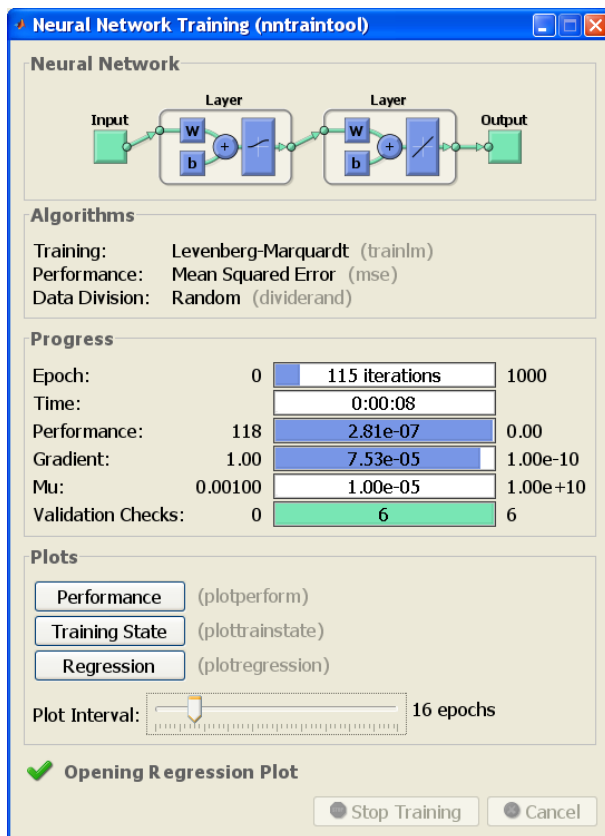 Neural Network Training (nntraintool)
Neural Network
Layer Layer
Input Output
W W
+ +
b b
Algorithms
Training: Levenberg-Marquardt (trainlm)
Performance: Mean Squared Error (mse)
Data Division: Random (dividerand)
Progress
Epoch: 0 115 iterations 1000
Time: 0:00:08
Performance: 118 2.81e-07 0.00
Gradient: 1.00 7.53e-05 1.00e-10
Mu: 0.00100 1.00e-05 1.00e+10
Validation Checks: 0 6 6
Plots
Performance (plotperform)
Training State (plottrainstate)
Regression (plotregression)
Plot Interval: 16 epochs
Opening Regression Plot
Stop Training Cancel